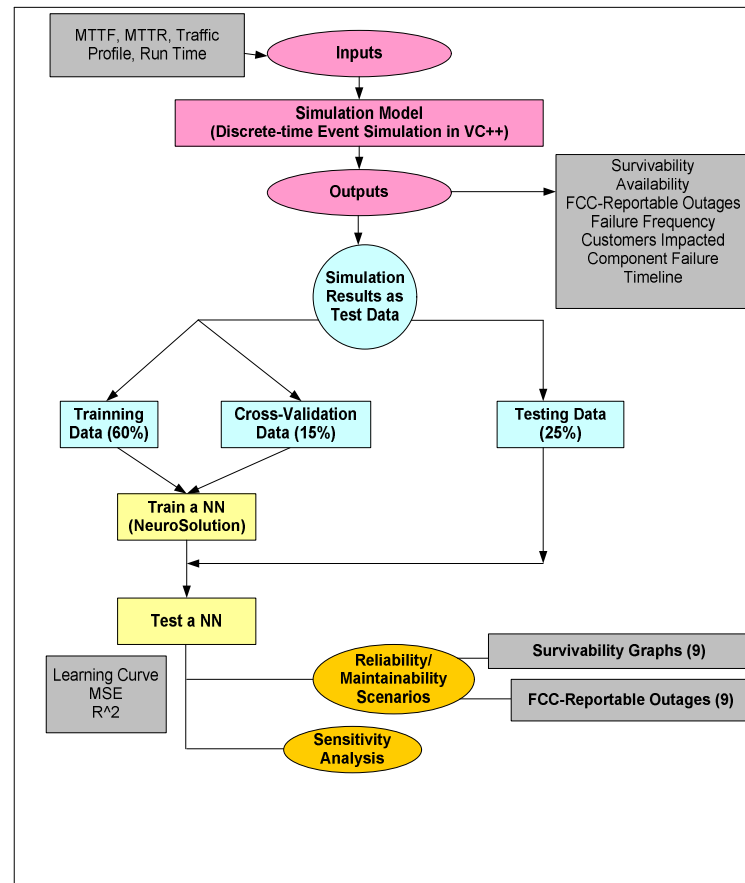 MTTF, MTTR, Traffic
Profile, Run Time
Inputs
Simulation Model
(Discrete-time Event Simulation in VC++)
Outputs
Survivability
Availability
FCC-Reportable Outages
Failure Frequency
Customers Impacted
Component Failure
Timeline
Simulation
Results as
Test Data
Trainning
Data (60%)
Cross-Validation
Data (15%)
Testing Data
(25%)
Train a NN
(NeuroSolution)
Test a NN
Learning Curve
MSE
R^2
Reliability/
Maintainability
Scenarios
Survivability Graphs (9)
FCC-Reportable Outages (9)
Sensitivity
Analysis